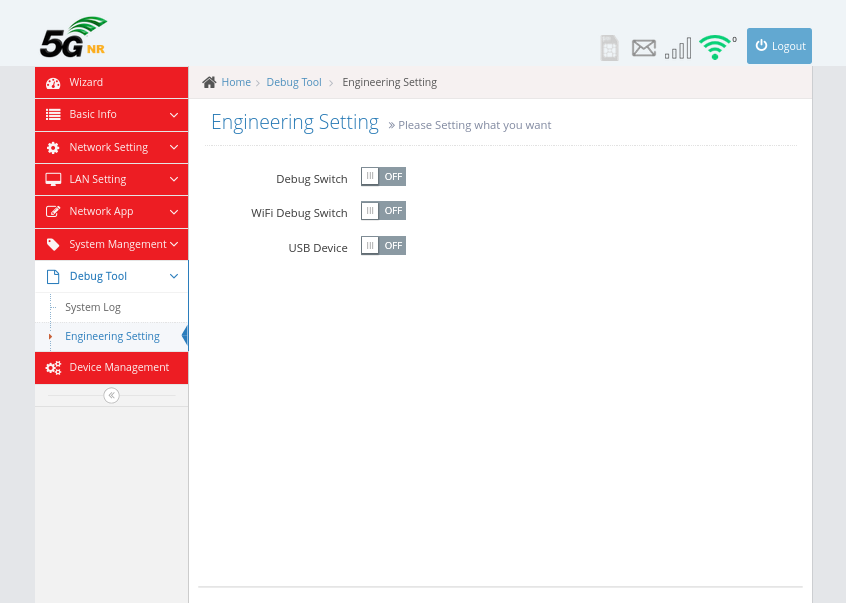 5G NR
0
Logout
Wizard
Basic Info
Network Setting
LAN Setting
Network App
System Mangement
Debug Tool
System Log
Engineering Setting
Device Management
Home > Debug Tool > Engineering Setting
Engineering Setting » Please Setting what you want
Debug Switch OFF
WiFi Debug Switch OFF
USB Device OFF